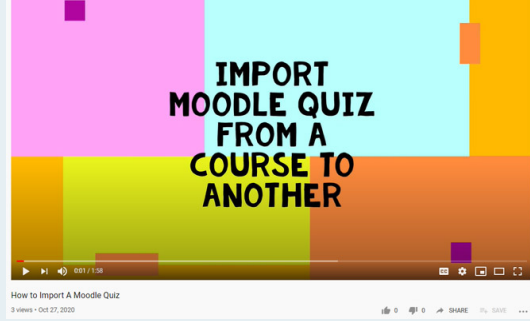 IMPORT
MOODLE QUIZ
FROM A
COURSE TO
ANOTHER
0:01 / 1:58
CC
How to Import A Moodle Quiz
3 views • Oct 27, 2020
0
0
SHARE
SAVE